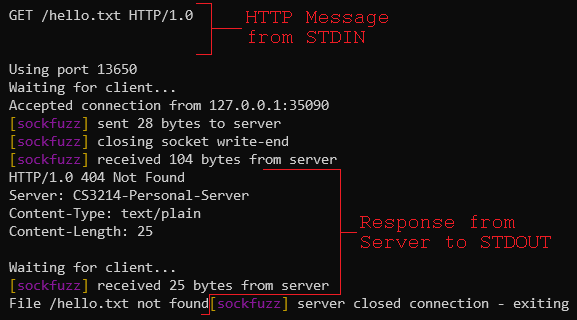 GET /hello.txt HTTP/1.0
HTTP Message
from STDIN
Using port 13650
Waiting for client...
Accepted connection from 127.0.0.1:35090
[sockfuzz] sent 28 bytes to server
[sockfuzz] closing socket write-end
[sockfuzz] received 104 bytes from server
HTTP/1.0 404 Not Found
Server: CS3214-Personal-Server
Content-Type: text/plain
Content-Length: 25
Response from
Server to STDOUT
Waiting for client...
[sockfuzz] received 25 bytes from server
File /hello.txt not found[sockfuzz] server closed connection - exiting